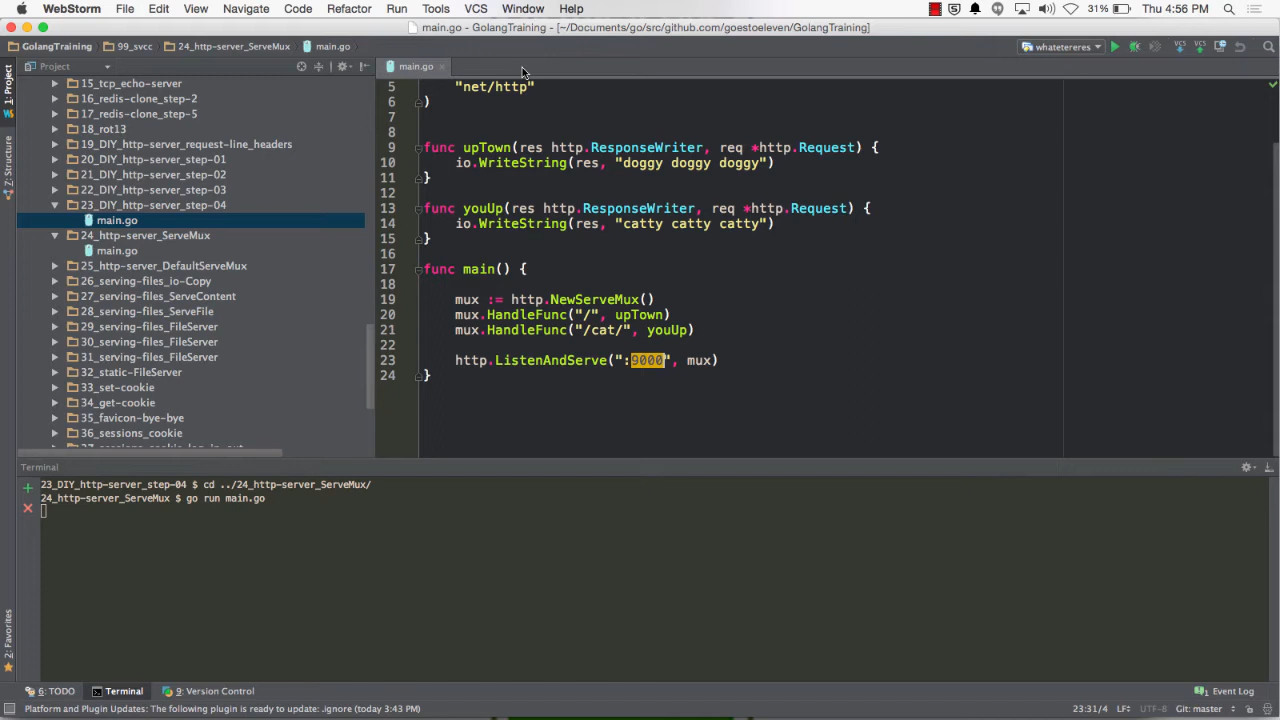 WebStorm File Edit View Navigate Code Refactor Run Tools VCS Window Help 31% Thu 4:56 PM
main.go - GolangTraining - [~/Documents/go/src/github.com/goestoeleven/GolangTraining]
GolangTraining 99_svcc 24_http-server_ServeMux main.go whatetereres
Project main.go
1: Project
7: Structure
2: Favorites
15_tcp_echo-server
16_redis-clone_step-2
17_redis-clone_step-5
18_rot13
19_DIY_http-server_request-line_headers
20_DIY_http-server_step-01
21_DIY_http-server_step-02
22_DIY_http-server_step-03
23_DIY_http-server_step-04
main.go
24_http-server_ServeMux
main.go
25_http-server_DefaultServeMux
26_serving-files_io-Copy
27_serving-files_ServeContent
28_serving-files_ServeFile
29_serving-files_FileServer
30_serving-files_FileServer
31_serving-files_FileServer
32_static-FileServer
33_set-cookie
34_get-cookie
35_favicon-bye-bye
36_sessions_cookie
5 "net/http"
6 )
7
8
9 func upTown(res http.ResponseWriter, req *http.Request) {
10 io.WriteString(res, "doggy doggy doggy")
11 }
12
13 func youUp(res http.ResponseWriter, req *http.Request) {
14 io.WriteString(res, "catty catty catty")
15 }
16
17 func main() {
18
19 mux := http.NewServeMux()
20 mux.HandleFunc("/", upTown)
21 mux.HandleFunc("/cat/", youUp)
22
23 http.ListenAndServe(":9000", mux)
24 }
Terminal
23_DIY_http-server_step-04 $ cd ../24_http-server_ServeMux/
24_http-server_ServeMux $ go run main.go
6: TODO Terminal 9: Version Control 1 Event Log
Platform and Plugin Updates: The following plugin is ready to update: .ignore (today 3:43 PM) 23:31/4 LF UTF-8 Git: master